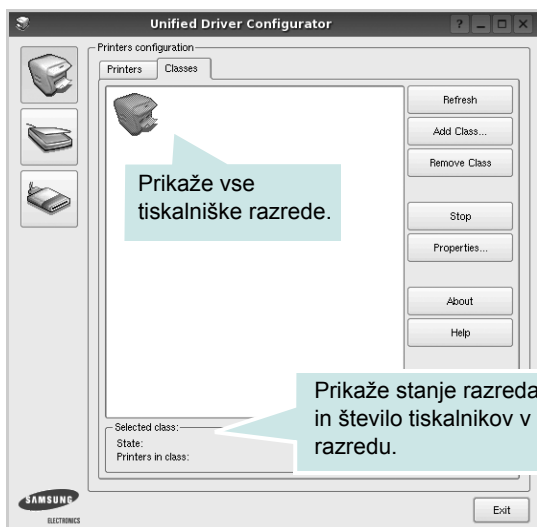 Unified Driver Configurator
Printers configuration
Printers
Classes
Refresh
Add Class...
Remove Class
Stop
Properties...
About
Help
Prikaže vse
tiskalniške razrede.
Prikaže stanje razreda
in število tiskalnikov v
razredu.
Selected class:
State:
Printers in class:
SAMSUNG
ELECTRONICS
Exit